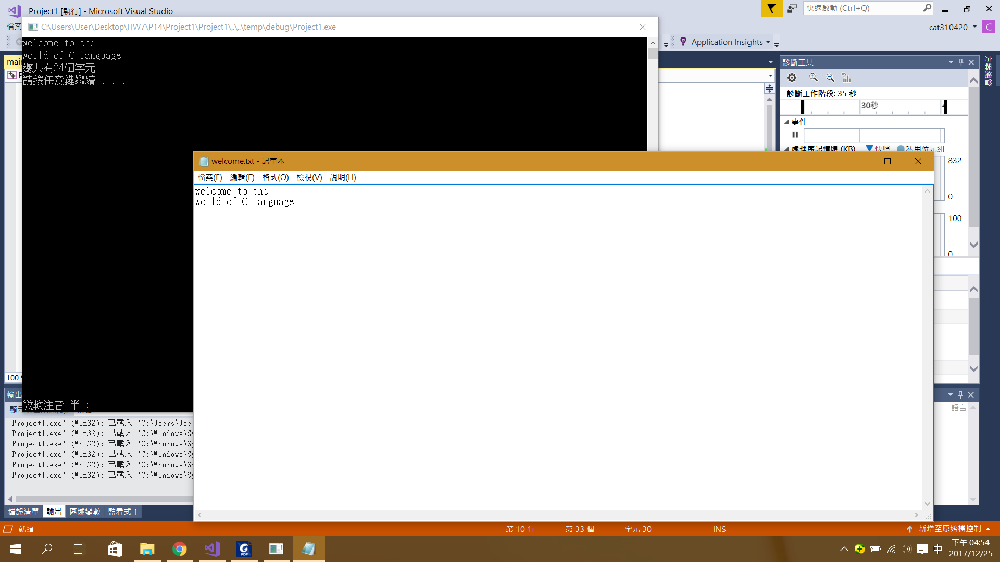 Project1 [執行] - Microsoft Visual Studio
快速啟動 (Ctrl+Q)
檔案
C:\Users\User\Desktop\HW7\P14\Project1\Project1\..\..\temp\debug\Project1.exe
cat310420
C
welcome to the
world of C language
總共有34個字元
請按任意鍵繼續 . . .
Application Insights
main
P
診斷工具
方案總管
診斷工作階段: 35 秒
30秒
4
事件
處理序記憶體 (KB)
快照
私用位元組
832
0
100
0
welcome.txt - 記事本
檔案(F) 編輯(E) 格式(O) 檢視(V) 說明(H)
welcome to the
world of C language
100 %
輸出
微軟注音 半 :
語言
Project1.exe' (Win32): 已載入 'C:\Users\Use
Project1.exe' (Win32): 已載入 'C:\Windows\Sy
Project1.exe' (Win32): 已載入 'C:\Windows\Sy
Project1.exe' (Win32): 已載入 'C:\Windows\Sy
Project1.exe' (Win32): 已載入 'C:\Windows\Sy
Project1.exe' (Win32): 已載入 'C:\Windows\Sy
錯誤清單 輸出 區域變數 監看式 1
就緒
第 10 行
第 33 欄
字元 30
INS
新增至原始檔控制
PDF
中
下午 04:54
2017/12/25